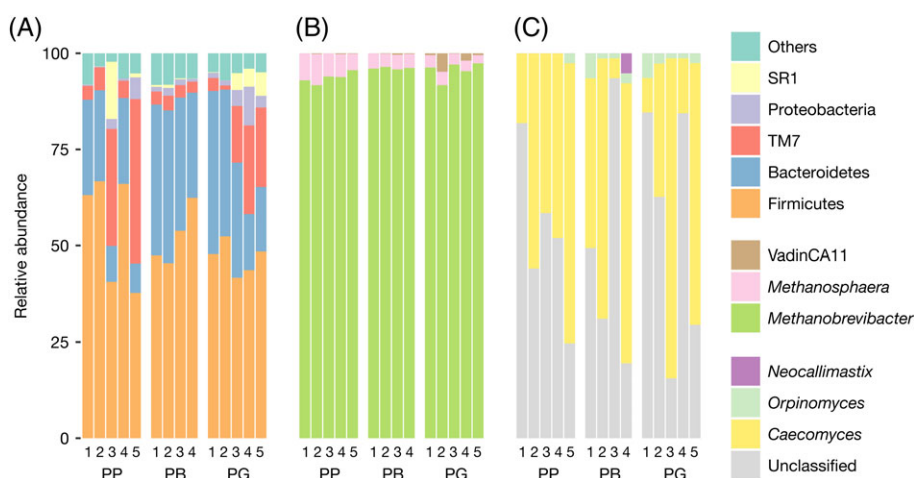 (A)
(B)
(C)
Relative abundance
100
75
50
25
0
1 2 3 4 5 1 2 3 4 1 2 3 4 5
PP PB PG
1 2 3 4 5 1 2 3 4 1 2 3 4 5
PP PB PG
1 2 3 4 5 1 2 3 4 1 2 3 4 5
PP PB PG
Others
SR1
Proteobacteria
TM7
Bacteroidetes
Firmicutes
VadinCA11
Methanosphaera
Methanobrevibacter
Neocallimastix
Orpinomyces
Caecomyces
Unclassified